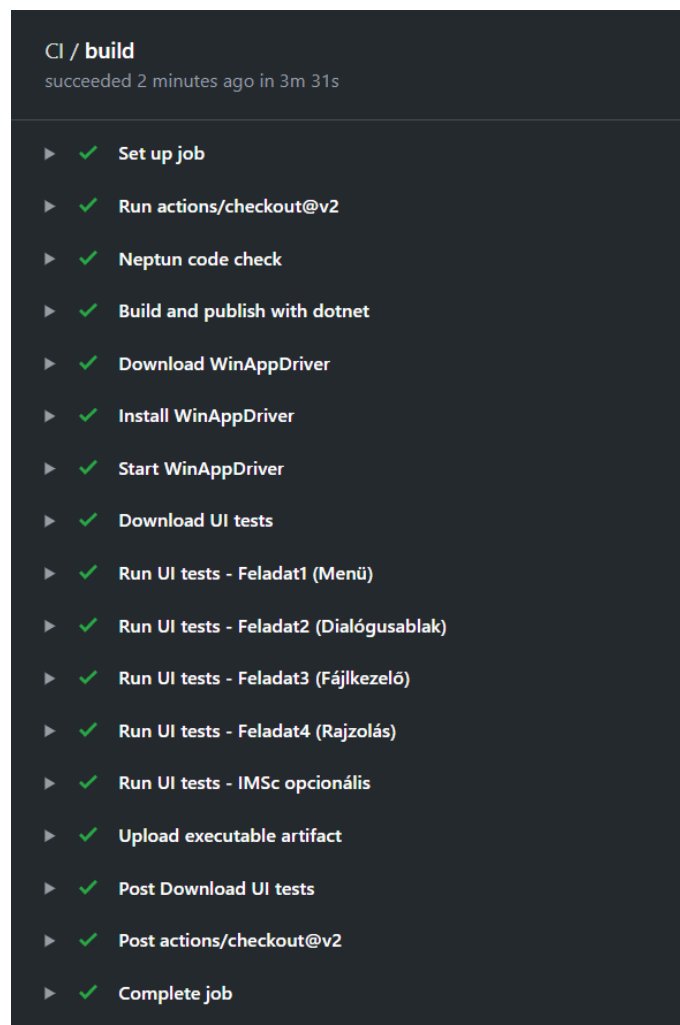 CI / build
succeeded 2 minutes ago in 3m 31s
Set up job
Run actions/checkout@v2
Neptun code check
Build and publish with dotnet
Download WinAppDriver
Install WinAppDriver
Start WinAppDriver
Download UI tests
Run UI tests - Feladat1 (Menü)
Run UI tests - Feladat2 (Dialógusablak)
Run UI tests - Feladat3 (Fájlkezelő)
Run UI tests - Feladat4 (Rajzolás)
Run UI tests - IMSc opcionális
Upload executable artifact
Post Download UI tests
Post actions/checkout@v2
Complete job